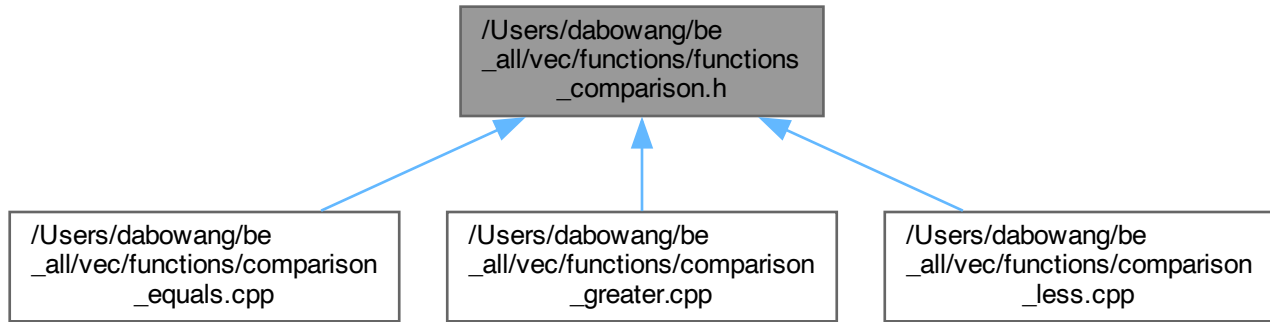 /Users/dabowang/be
_all/vec/functions/functions
_comparison.h
/Users/dabowang/be
_all/vec/functions/comparison
_equals.cpp
/Users/dabowang/be
_all/vec/functions/comparison
_greater.cpp
/Users/dabowang/be
_all/vec/functions/comparison
_less.cpp